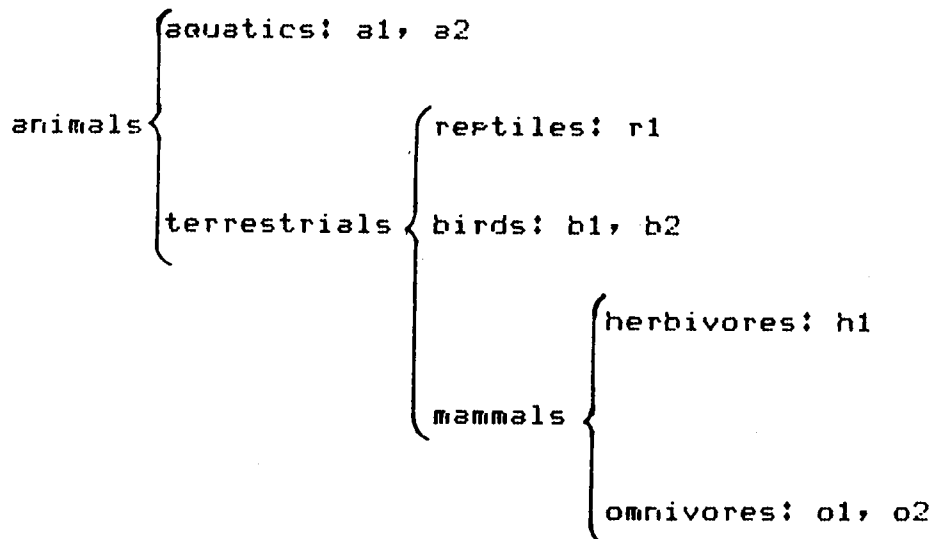 aquatics: a1, a2
animals
reptiles: r1
terrestrials
birds: b1, b2
herbivores: h1
mammals
omnivores: o1, o2